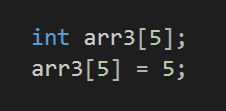 int arr3[5];
arr3[5] = 5;